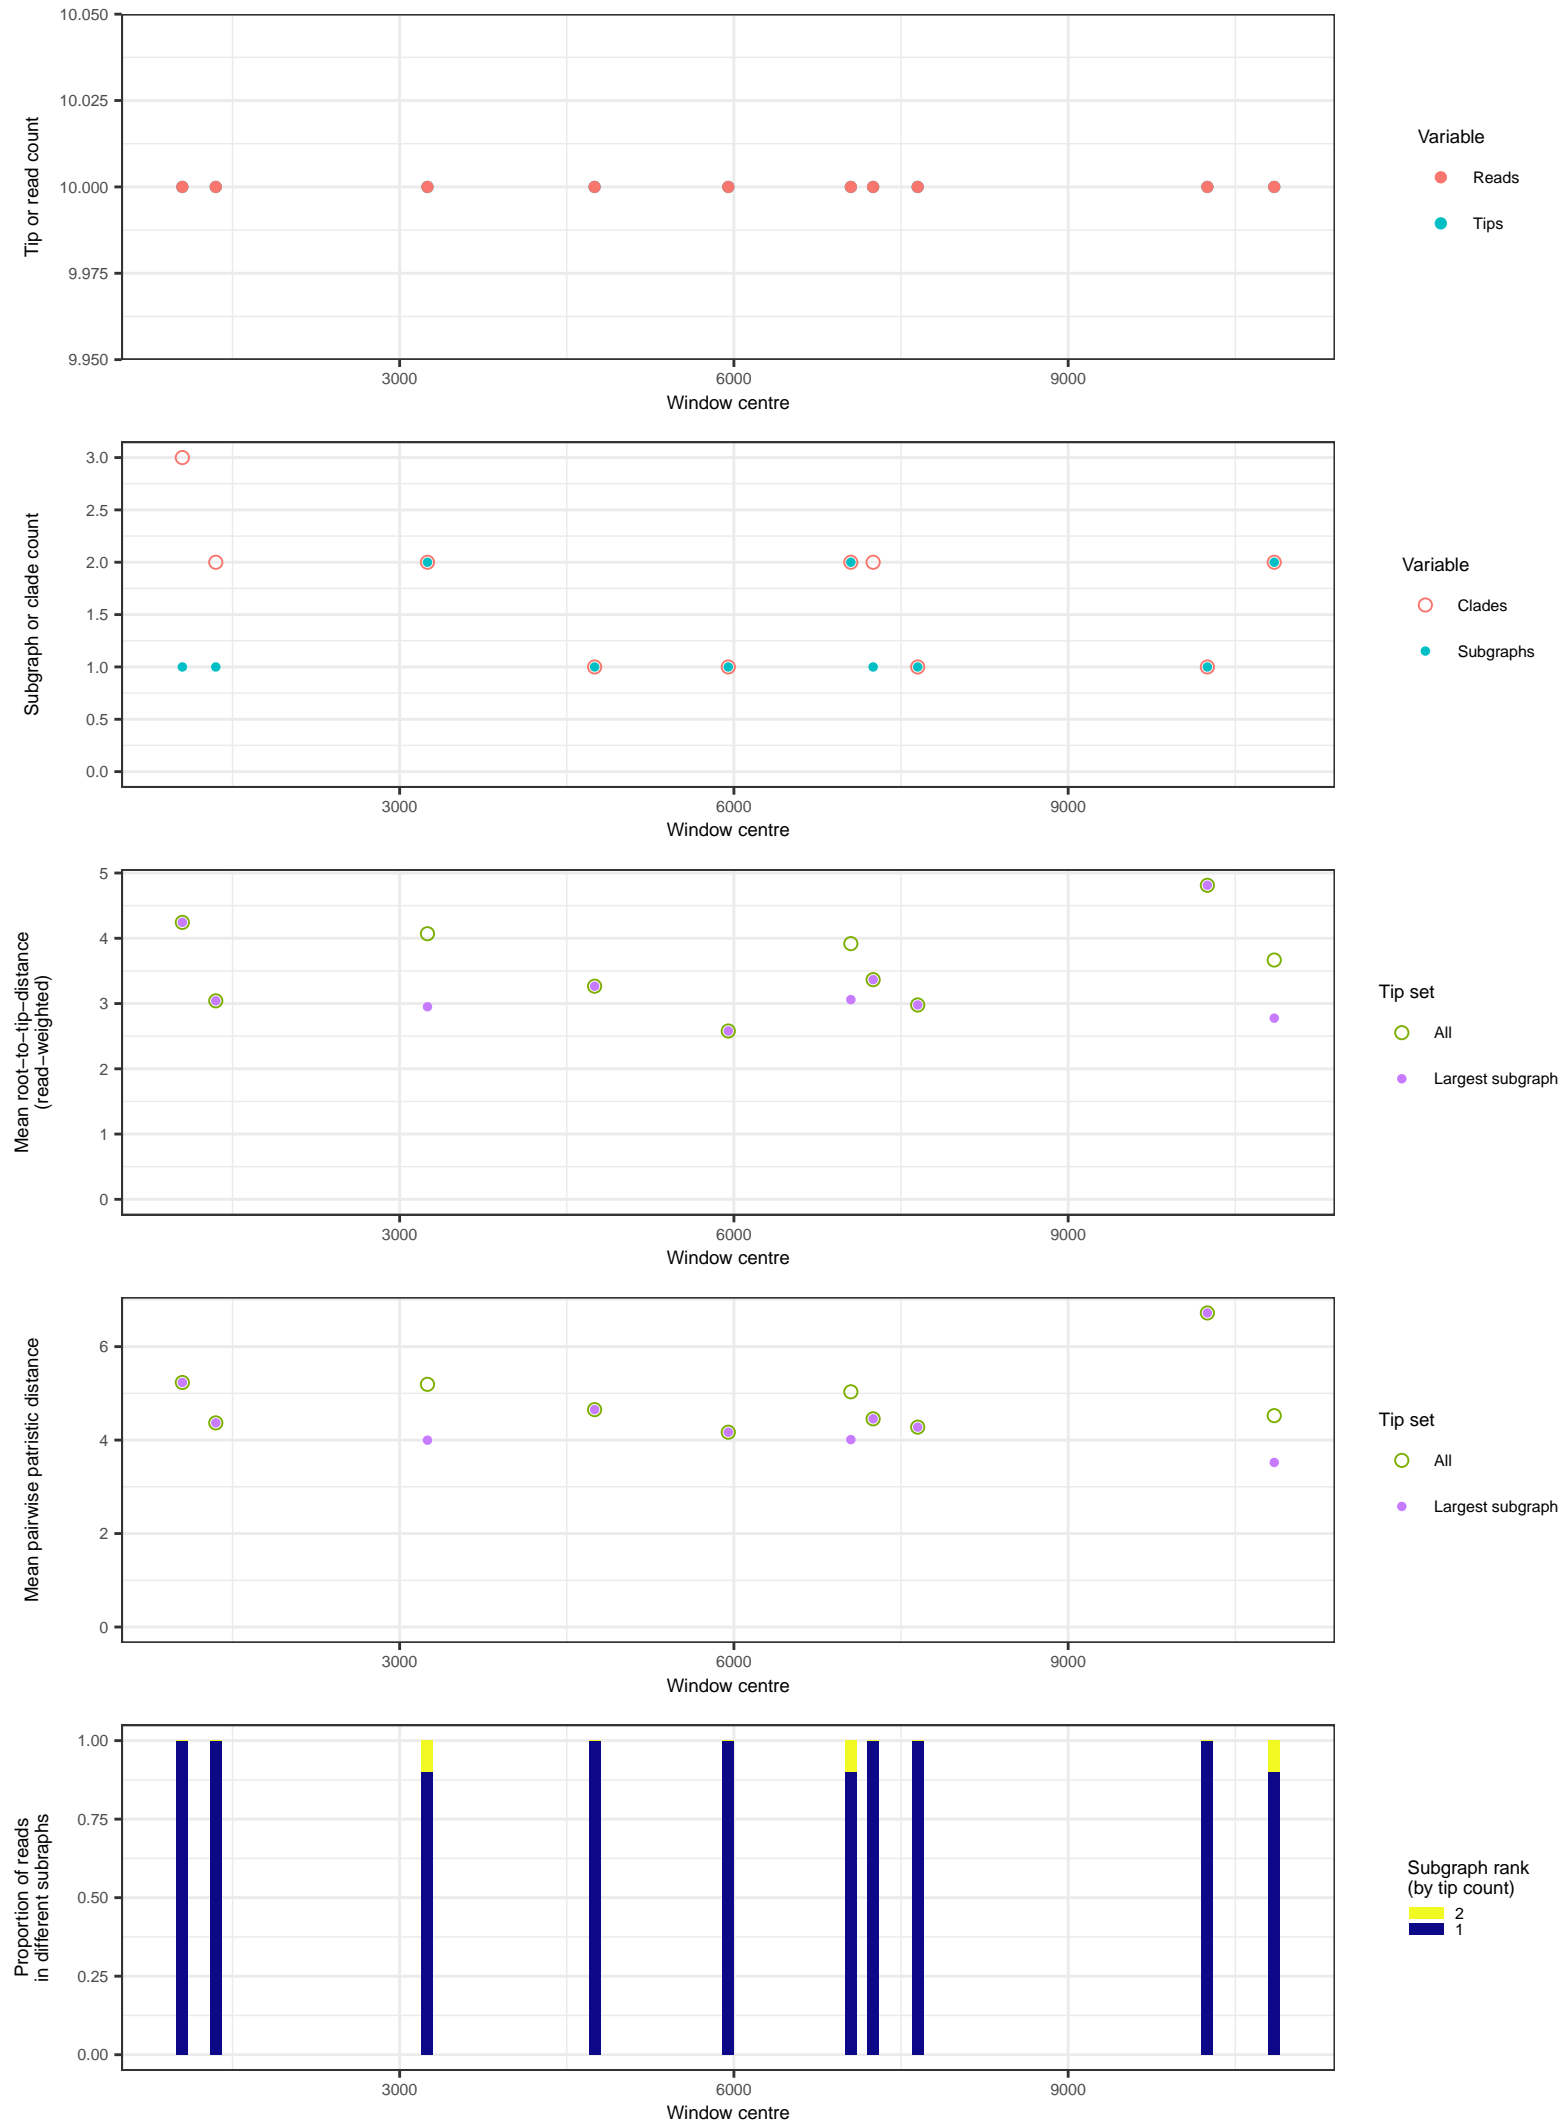 10.050
10.025
10.000
9.975
9.950
Tip or read count
3000 6000 9000
Window centre
Variable
Reads
Tips
3.0
2.5
2.0
1.5
1.0
0.5
0.0
Subgraph or clade count
3000 6000 9000
Window centre
Variable
Clades
Subgraphs
5
4
3
2
1
0
Mean root−to−tip−distance
(read−weighted)
3000 6000 9000
Window centre
Tip set
All
Largest subgraph
6
4
2
0
Mean pairwise patristic distance
3000 6000 9000
Window centre
Tip set
All
Largest subgraph
1.00
0.75
0.50
0.25
0.00
Proportion of reads
in different subraphs
3000 6000 9000
Window centre
Subgraph rank
(by tip count)
2
1